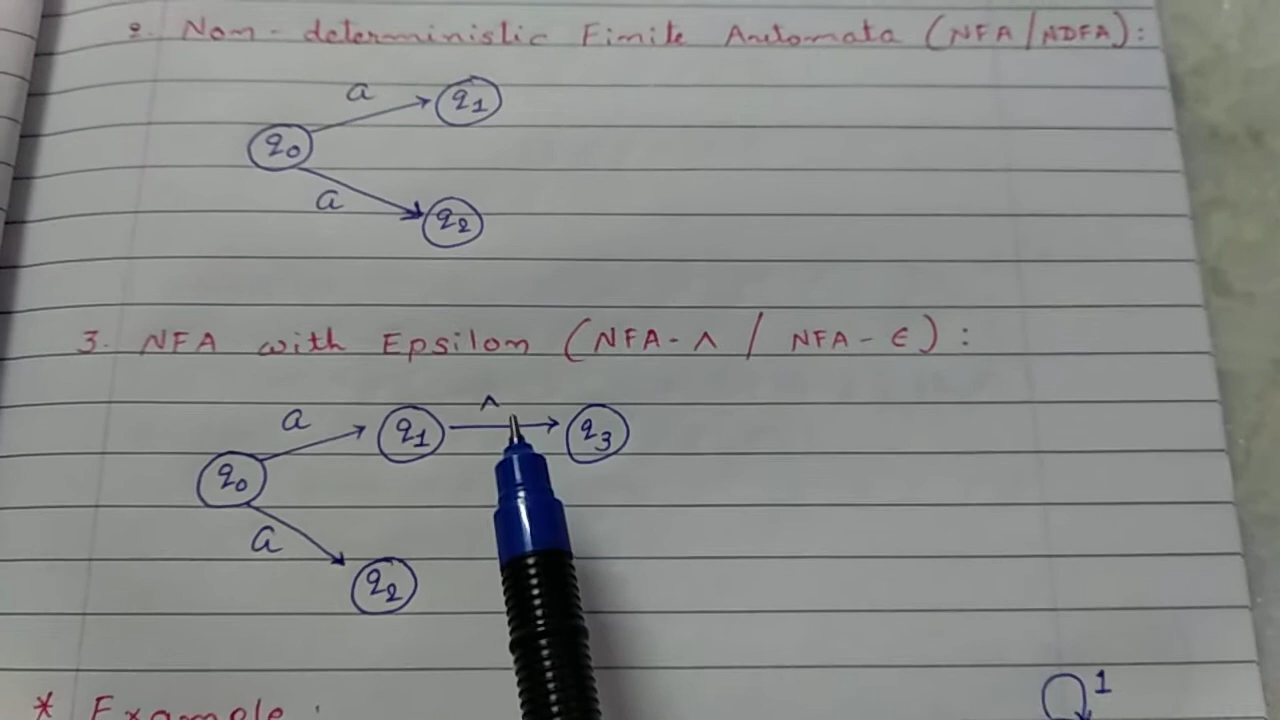 2. Non-deterministic Finite Automata (NFA/NDFA):
a
q1
q0
a
q2
3. NFA with Epsilon (NFA-^ / NFA-ϵ):
^
a
q1
q3
q0
a
q2
1
* Example: